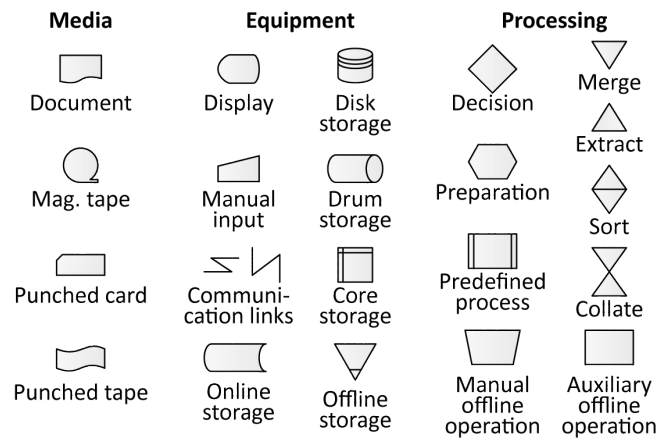 Media
Document
Mag. tape
Punched card
Punched tape
Equipment
Display
Disk
storage
Manual
input
Drum
storage
Communi-
cation links
Core
storage
Online
storage
Offline
storage
Processing
Decision
Merge
Extract
Preparation
Sort
Predefined
process
Collate
Manual
offline
operation
Auxiliary
offline
operation